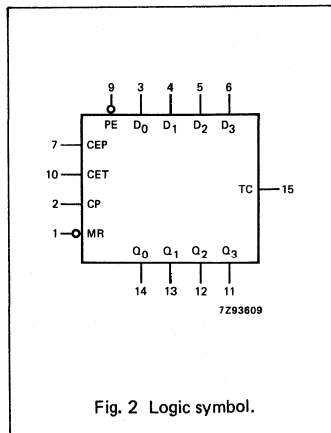 9 3 4 5 6
PE D0 D1 D2 D3
7 CEP
10 CET
TC 15
2 CP
1 MR
Q0 Q1 Q2 Q3
14 13 12 11
7Z93609
Fig. 2 Logic symbol.